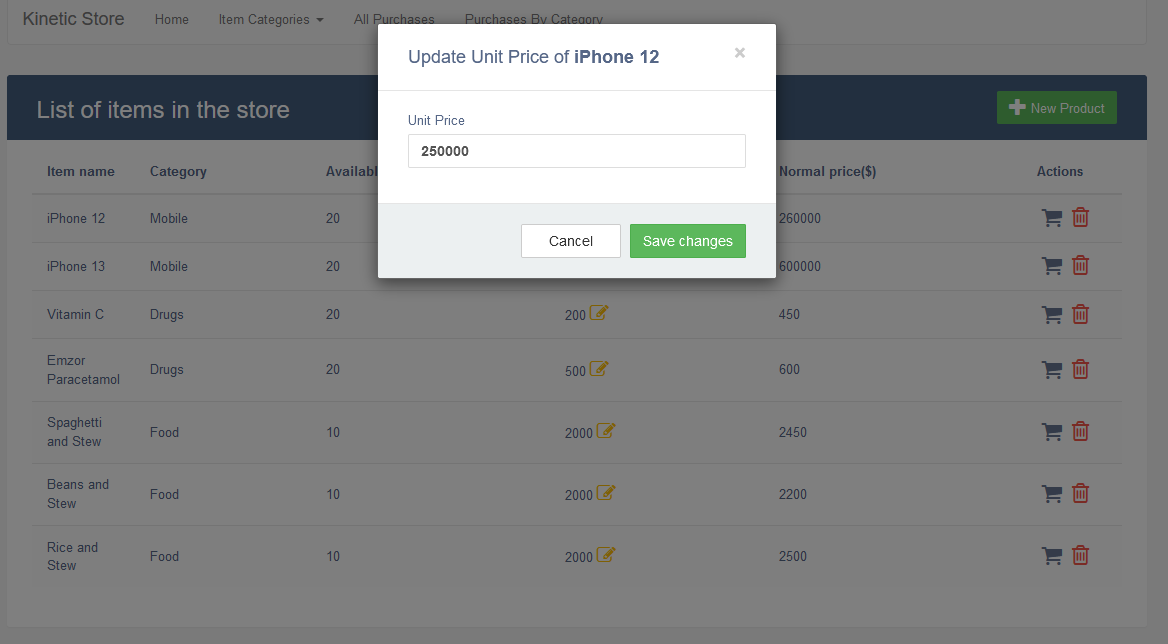 Kinetic Store Home Item Categories All Purchases Purchases By Category
Update Unit Price of iPhone 12 ×
Unit Price
250000
Cancel Save changes
List of items in the store New Product
Item name Category Availabl Normal price($) Actions
iPhone 12 Mobile 20 260000
iPhone 13 Mobile 20 600000
Vitamin C Drugs 20 200 450
Emzor
Paracetamol Drugs 20 500 600
Spaghetti
and Stew Food 10 2000 2450
Beans and
Stew Food 10 2000 2200
Rice and
Stew Food 10 2000 2500